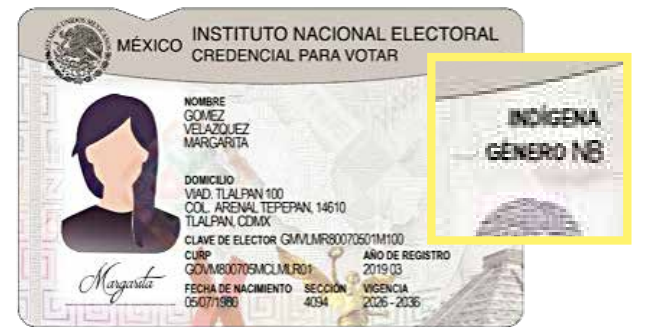 MÉXICO
INSTITUTO NACIONAL ELECTORAL
CREDENCIAL PARA VOTAR
INDÍGENA
GÉNERO NB
NOMBRE
GOMEZ
VELAZQUEZ
MARGARITA
DOMICILIO
VIAD. TLALPAN 100
COL. ARENAL TEPEPAN, 14610
TLALPAN, CDMX
CLAVE DE ELECTOR GMVLMR80070501M100
CURP AÑO DE REGISTRO
GOVM800705MCLMLR01 2019 03
FECHA DE NACIMIENTO SECCIÓN VIGENCIA
05/07/1980 4094 2026 - 2036
Margarita